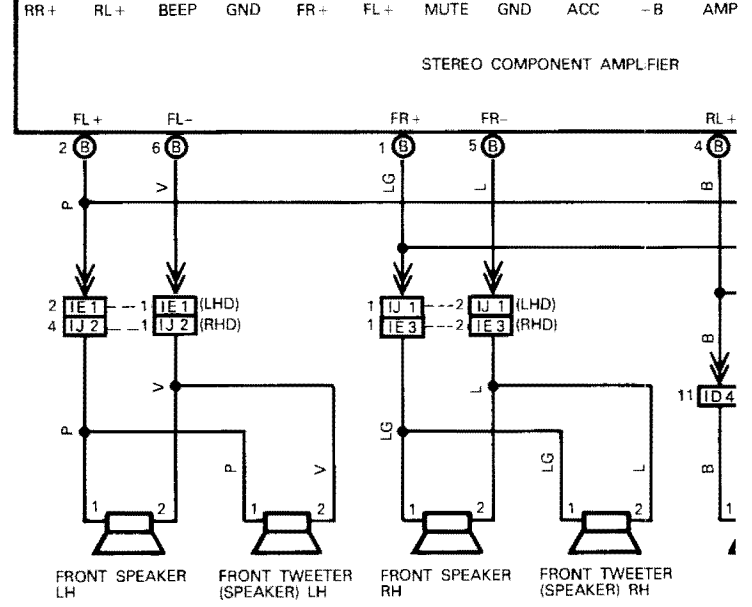 RR+ RL+ BEEP GND FR+ FL+ MUTE GND ACC -B AMP
STEREO COMPONENT AMPLIFIER
FL+ FL- FR+ FR- RL+
2 B 6 B 1 B 5 B 4 B
P V LG L B
2 IE1 1 IE1 (LHD) 1 IJ1 2 IJ1 (LHD)
4 IJ2 1 IJ2 (RHD) 1 IE3 2 IE3 (RHD)
B
V L
11 ID4
P LG
P V LG L B
1 2 1 2 1 2 1 2 1
FRONT SPEAKER FRONT TWEETER FRONT SPEAKER FRONT TWEETER
LH (SPEAKER) LH RH (SPEAKER) RH